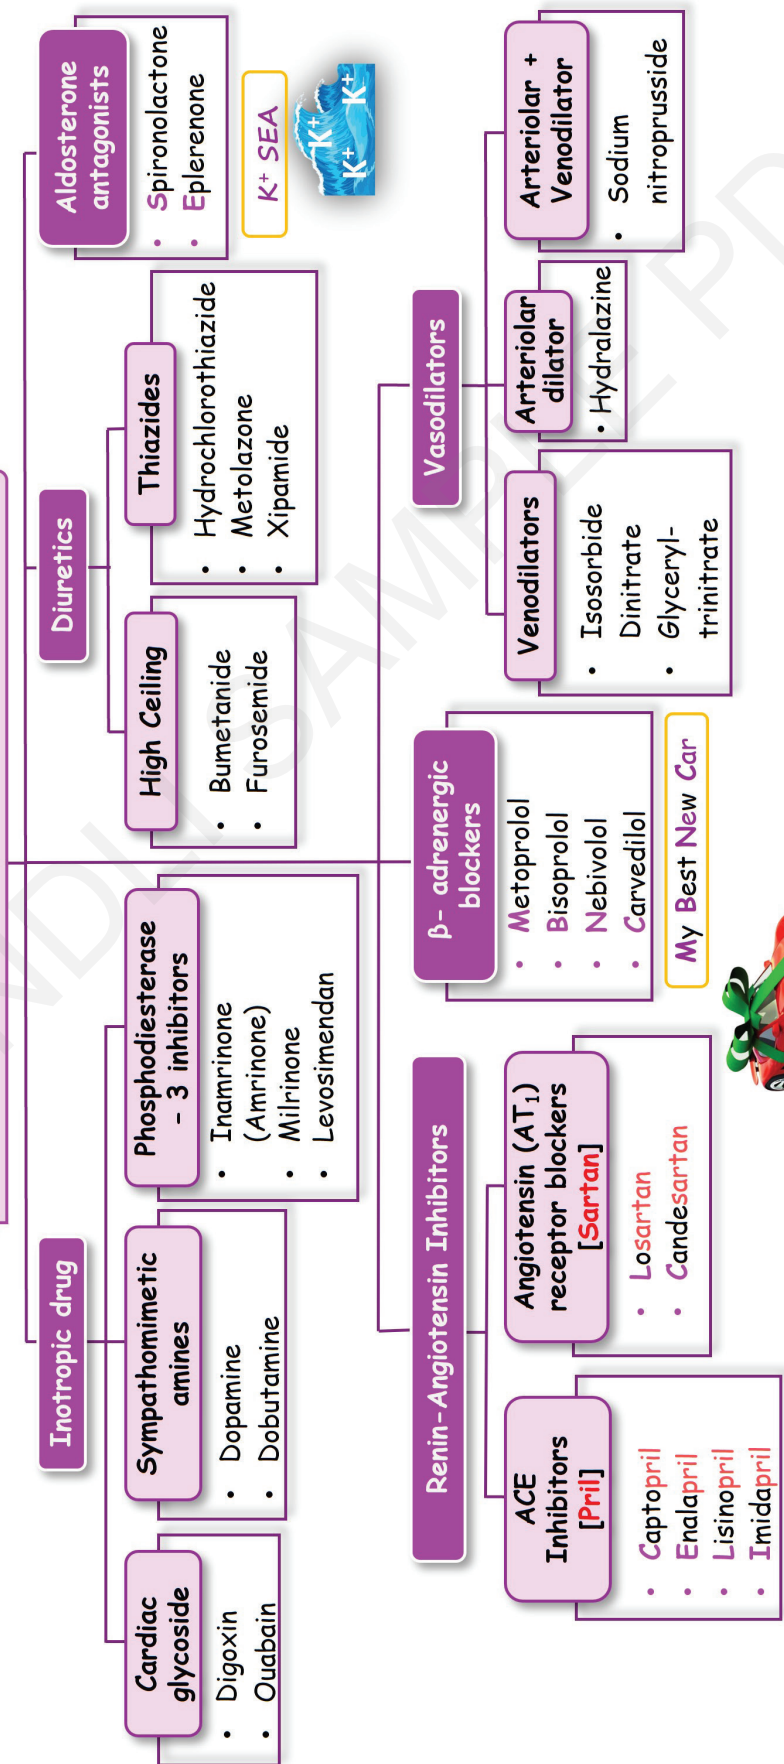 Inotropic drug
Cardiac
glycoside
• Digoxin
• Ouabain
Sympathomimetic
amines
• Dopamine
• Dobutamine
Phosphodiesterase
- 3 inhibitors
• Inamrinone
(Amrinone)
• Milrinone
• Levosimendan
Diuretics
High Ceiling
• Bumetanide
• Furosemide
Thiazides
• Hydrochlorothiazide
• Metolazone
• Xipamide
Aldosterone
antagonists
• Spironolactone
• Eplerenone
K⁺ SEA
K⁺
K⁺
K⁺
Renin-Angiotensin Inhibitors
ACE
Inhibitors
[Pril]
• Captopril
• Enalapril
• Lisinopril
• Imidapril
Angiotensin (AT₁)
receptor blockers
[Sartan]
• Losartan
• Candesartan
β- adrenergic
blockers
• Metoprolol
• Bisoprolol
• Nebivolol
• Carvedilol
My Best New Car
Vasodilators
Venodilators
• Isosorbide
Dinitrate
• Glyceryl-
trinitrate
Arteriolar
dilator
• Hydralazine
Arteriolar +
Venodilator
• Sodium
nitroprusside
SAMPLE